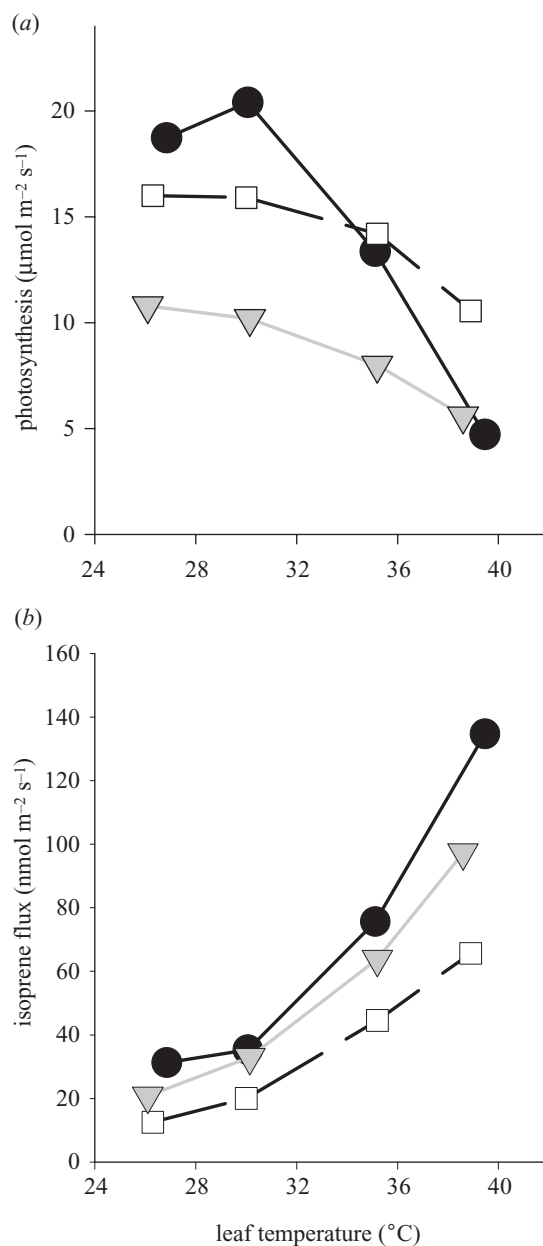 (a)
20
15
10
5
0
photosynthesis (µmol m⁻² s⁻¹)
24 28 32 36 40
(b)
160
140
120
100
80
60
40
20
0
isoprene flux (nmol m⁻² s⁻¹)
24 28 32 36 40
leaf temperature (°C)